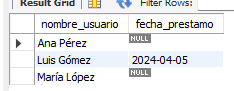 Result Grid Filter Rows:
nombre_usuario fecha_prestamo
Ana Pérez NULL
Luis Gómez 2024-04-05
María López NULL